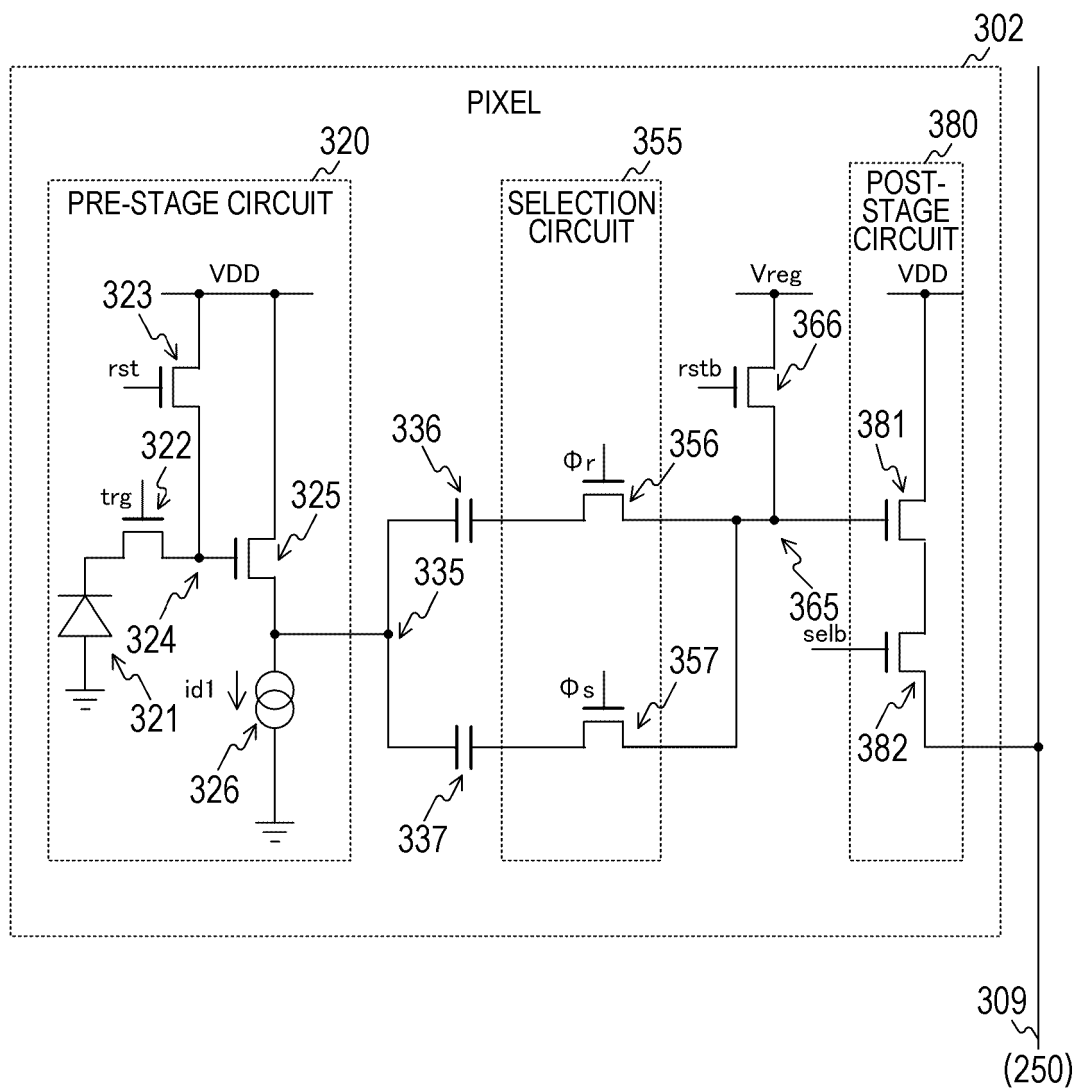 302
PIXEL
320
355
380
PRE-STAGE CIRCUIT
SELECTION
CIRCUIT
POST-
STAGE
CIRCUIT
VDD
Vreg
VDD
323
366
rst
rstb
336
381
322
Φr
356
trg
325
335
324
365
selb
321
id1
Φs
357
326
382
337
309
(250)